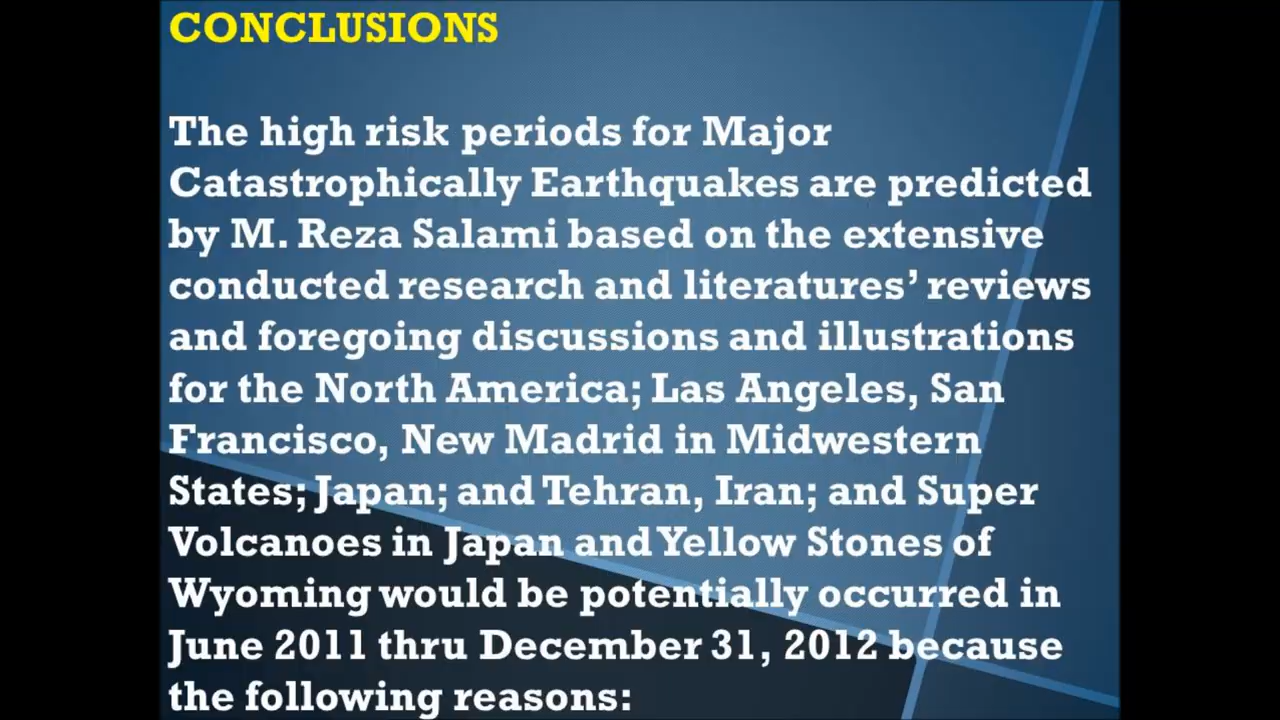 CONCLUSIONS
The high risk periods for Major
Catastrophically Earthquakes are predicted
by M. Reza Salami based on the extensive
conducted research and literatures’ reviews
and foregoing discussions and illustrations
for the North America; Las Angeles, San
Francisco, New Madrid in Midwestern
States; Japan; and Tehran, Iran; and Super
Volcanoes in Japan and Yellow Stones of
Wyoming would be potentially occurred in
June 2011 thru December 31, 2012 because
the following reasons: